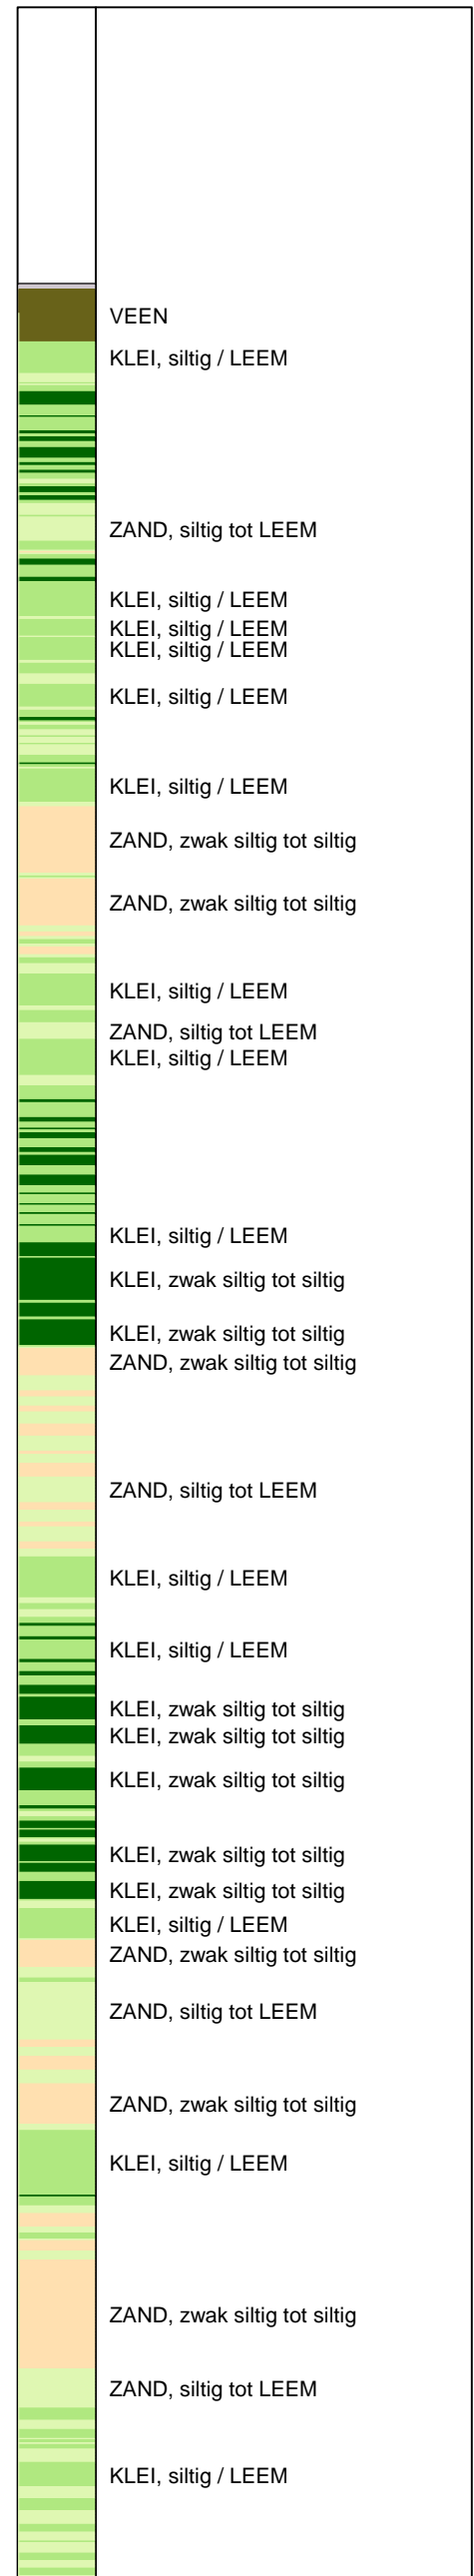 VEEN
KLEI, siltig / LEEM
ZAND, siltig tot LEEM
KLEI, siltig / LEEM
KLEI, siltig / LEEM
KLEI, siltig / LEEM
KLEI, siltig / LEEM
KLEI, siltig / LEEM
ZAND, zwak siltig tot siltig
ZAND, zwak siltig tot siltig
KLEI, siltig / LEEM
ZAND, siltig tot LEEM
KLEI, siltig / LEEM
KLEI, siltig / LEEM
KLEI, zwak siltig tot siltig
KLEI, zwak siltig tot siltig
ZAND, zwak siltig tot siltig
ZAND, siltig tot LEEM
KLEI, siltig / LEEM
KLEI, siltig / LEEM
KLEI, zwak siltig tot siltig
KLEI, zwak siltig tot siltig
KLEI, zwak siltig tot siltig
KLEI, zwak siltig tot siltig
KLEI, zwak siltig tot siltig
KLEI, siltig / LEEM
ZAND, zwak siltig tot siltig
ZAND, siltig tot LEEM
ZAND, zwak siltig tot siltig
KLEI, siltig / LEEM
ZAND, zwak siltig tot siltig
ZAND, siltig tot LEEM
KLEI, siltig / LEEM